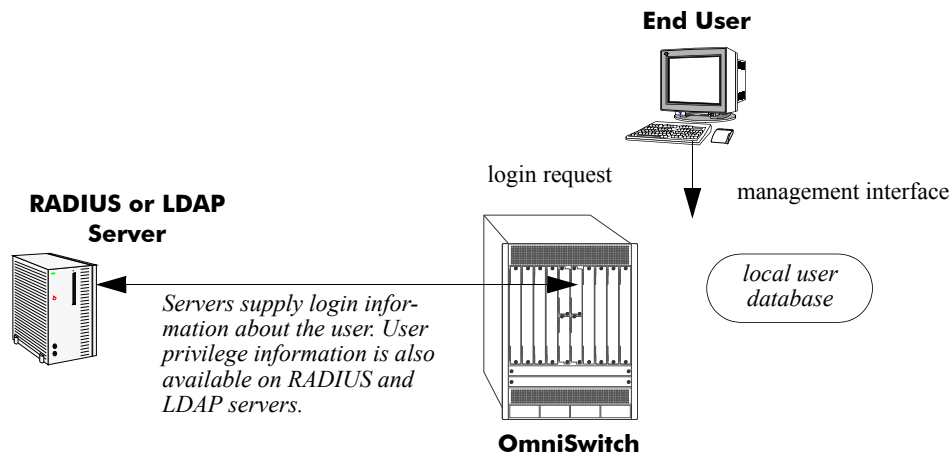 End User
login request
management interface
RADIUS or LDAP
Server
local user
database
Servers supply login infor-
mation about the user. User
privilege information is also
available on RADIUS and
LDAP servers.
OmniSwitch